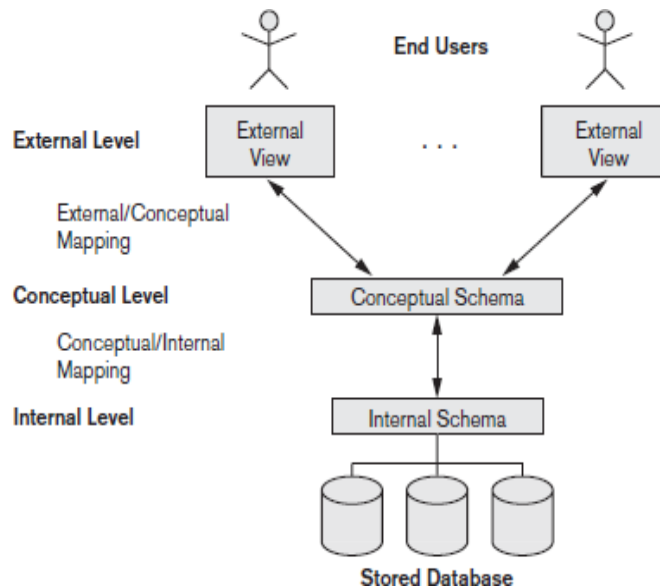 End Users
External Level
External
View
. . .
External
View
External/Conceptual
Mapping
Conceptual Level
Conceptual Schema
Conceptual/Internal
Mapping
Internal Level
Internal Schema
Stored Database